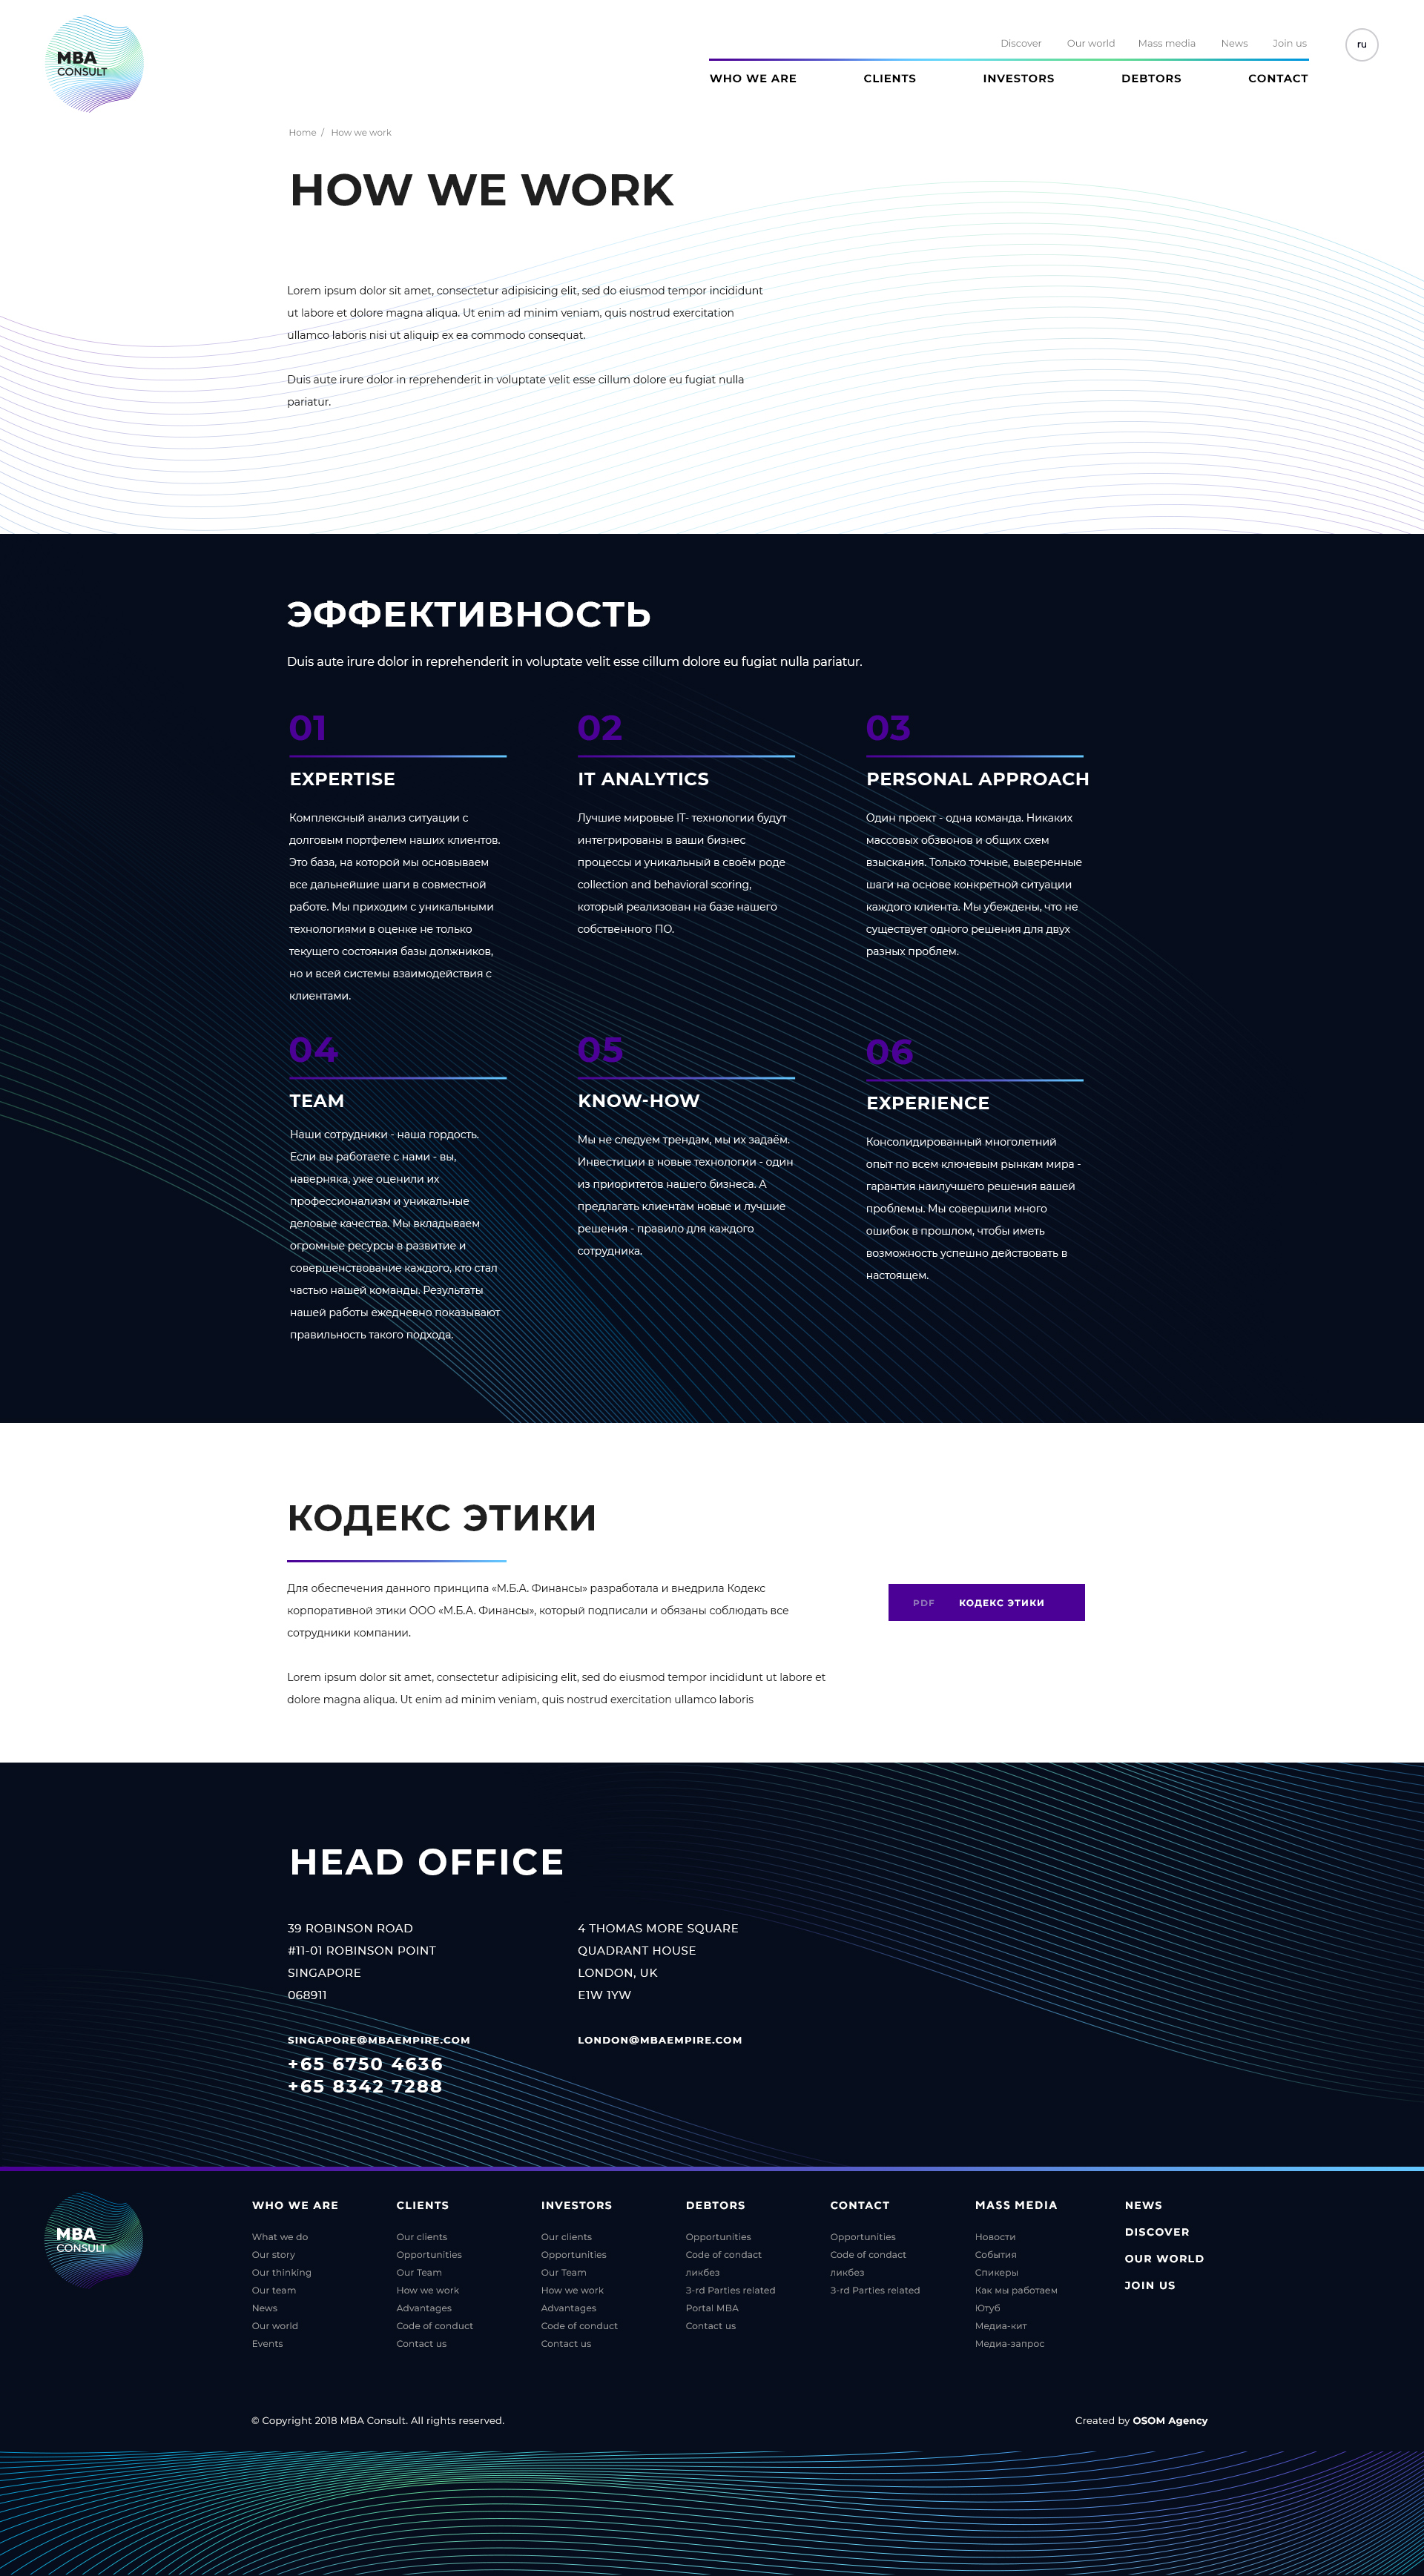 MBA
CONSULT
Discover Our world Mass media News Join us
ru
WHO WE ARE CLIENTS INVESTORS DEBTORS CONTACT
Home / How we work
HOW WE WORK
Lorem ipsum dolor sit amet, consectetur adipisicing elit, sed do eiusmod tempor incididunt
ut labore et dolore magna aliqua. Ut enim ad minim veniam, quis nostrud exercitation
ullamco laboris nisi ut aliquip ex ea commodo consequat.
Duis aute irure dolor in reprehenderit in voluptate velit esse cillum dolore eu fugiat nulla
pariatur.
ЭФФЕКТИВНОСТЬ
Duis aute irure dolor in reprehenderit in voluptate velit esse cillum dolore eu fugiat nulla pariatur.
01
EXPERTISE
Комплексный анализ ситуации с
долговым портфелем наших клиентов.
Это база, на которой мы основываем
все дальнейшие шаги в совместной
работе. Мы приходим с уникальными
технологиями в оценке не только
текущего состояния базы должников,
но и всей системы взаимодействия с
клиентами.
02
IT ANALYTICS
Лучшие мировые IT- технологии будут
интегрированы в ваши бизнес
процессы и уникальный в своём роде
collection and behavioral scoring,
который реализован на базе нашего
собственного ПО.
03
PERSONAL APPROACH
Один проект - одна команда. Никаких
массовых обзвонов и общих схем
взыскания. Только точные, выверенные
шаги на основе конкретной ситуации
каждого клиента. Мы убеждены, что не
существует одного решения для двух
разных проблем.
04
TEAM
Наши сотрудники - наша гордость.
Если вы работаете с нами - вы,
наверняка, уже оценили их
профессионализм и уникальные
деловые качества. Мы вкладываем
огромные ресурсы в развитие и
совершенствование каждого, кто стал
частью нашей команды. Результаты
нашей работы ежедневно показывают
правильность такого подхода.
05
KNOW-HOW
Мы не следуем трендам, мы их задаём.
Инвестиции в новые технологии - один
из приоритетов нашего бизнеса. А
предлагать клиентам новые и лучшие
решения - правило для каждого
сотрудника.
06
EXPERIENCE
Консолидированный многолетний
опыт по всем ключевым рынкам мира -
гарантия наилучшего решения вашей
проблемы. Мы совершили много
ошибок в прошлом, чтобы иметь
возможность успешно действовать в
настоящем.
КОДЕКС ЭТИКИ
Для обеспечения данного принципа «М.Б.А. Финансы» разработала и внедрила Кодекс
корпоративной этики ООО «М.Б.А. Финансы», который подписали и обязаны соблюдать все
сотрудники компании.
Lorem ipsum dolor sit amet, consectetur adipisicing elit, sed do eiusmod tempor incididunt ut labore et
dolore magna aliqua. Ut enim ad minim veniam, quis nostrud exercitation ullamco laboris
PDF КОДЕКС ЭТИКИ
HEAD OFFICE
39 ROBINSON ROAD
#11-01 ROBINSON POINT
SINGAPORE
068911
SINGAPORE@MBAEMPIRE.COM
+65 6750 4636
+65 8342 7288
4 THOMAS MORE SQUARE
QUADRANT HOUSE
LONDON, UK
E1W 1YW
LONDON@MBAEMPIRE.COM
MBA
CONSULT
WHO WE ARE
What we do
Our story
Our thinking
Our team
News
Our world
Events
CLIENTS
Our clients
Opportunities
Our Team
How we work
Advantages
Code of conduct
Contact us
INVESTORS
Our clients
Opportunities
Our Team
How we work
Advantages
Code of conduct
Contact us
DEBTORS
Opportunities
Code of condact
ликбез
3-rd Parties related
Portal MBA
Contact us
CONTACT
Opportunities
Code of condact
ликбез
3-rd Parties related
MASS MEDIA
Новости
События
Спикеры
Как мы работаем
Ютуб
Медиа-кит
Медиа-запрос
NEWS
DISCOVER
OUR WORLD
JOIN US
© Copyright 2018 MBA Consult. All rights reserved.
Created by OSOM Agency